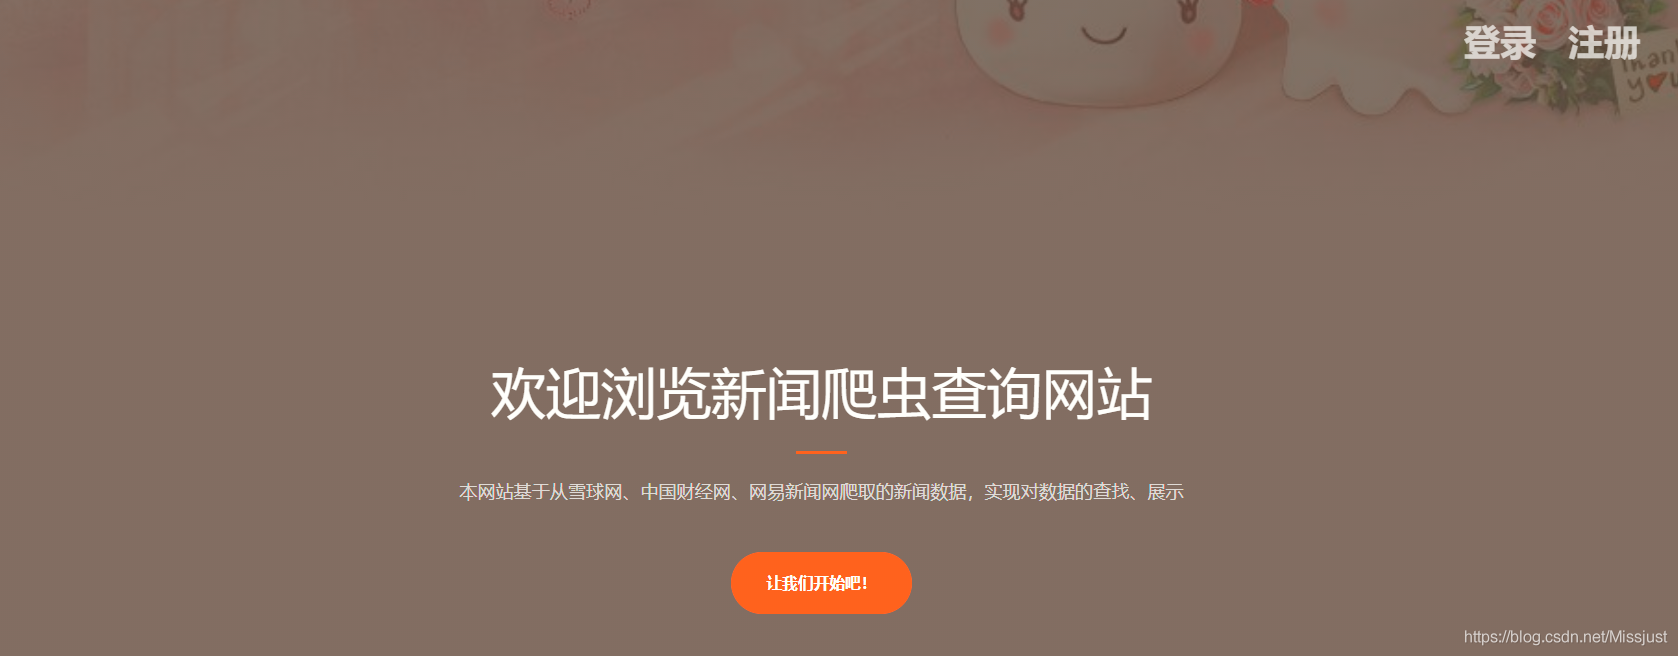 登录 注册
Thank
you
欢迎浏览新闻爬虫查询网站
本网站基于从雪球网、中国财经网、网易新闻网爬取的新闻数据，实现对数据的查找、展示
让我们开始吧！
https://blog.csdn.net/Missjust